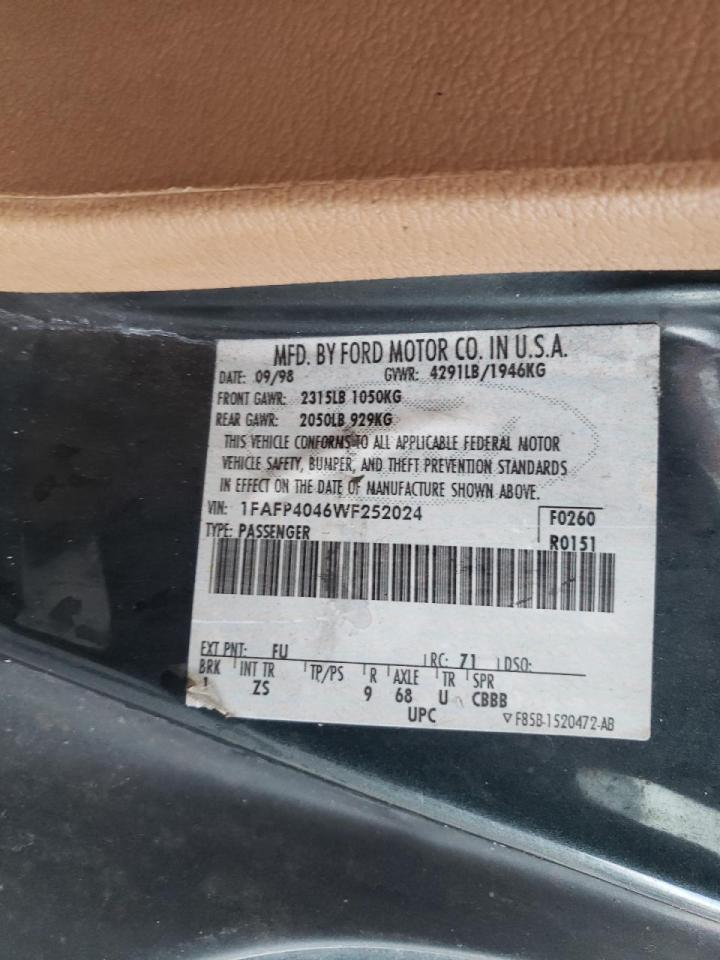 MFD. BY FORD MOTOR CO. IN U.S.A.
DATE: 09/98 GVWR: 4291LB/1946KG
FRONT GAWR: 2315LB 1050KG
REAR GAWR: 2050LB 929KG
THIS VEHICLE CONFORMS TO ALL APPLICABLE FEDERAL MOTOR
VEHICLE SAFETY, BUMPER, AND THEFT PREVENTION STANDARDS
IN EFFECT ON THE DATE OF MANUFACTURE SHOWN ABOVE.
VIN: 1FAFP4046WF252024 F0260
TYPE: PASSENGER R0151
EXT PNT: FU RC: 71 DSO:
BRK INT TR TP/PS R AXLE TR SPR
1 ZS 9 68 U CBBB
UPC ▽ F85B-1520472-AB